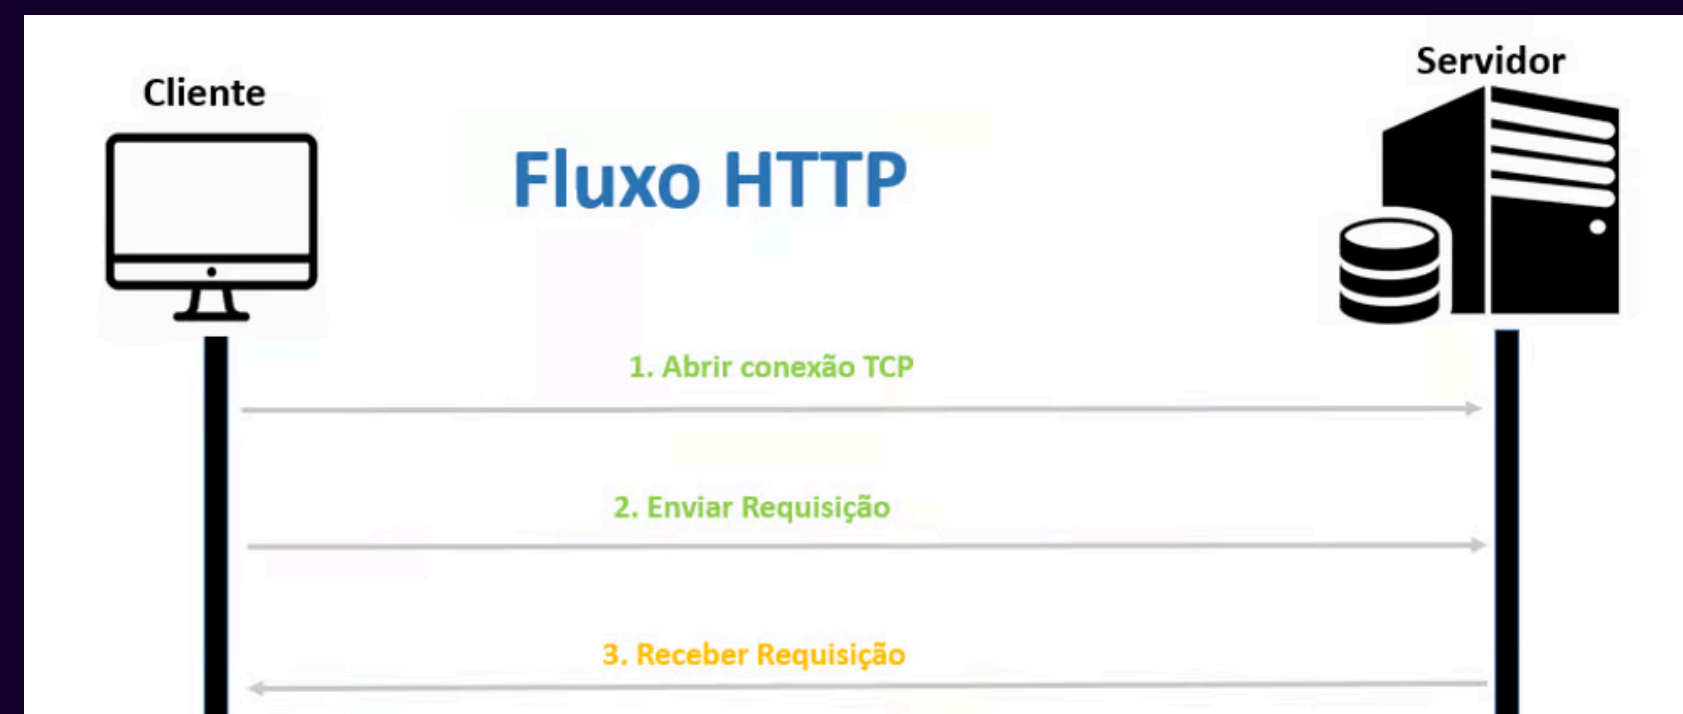 Cliente
Servidor
Fluxo HTTP
1. Abrir conexão TCP
2. Enviar Requisição
3. Receber Requisição